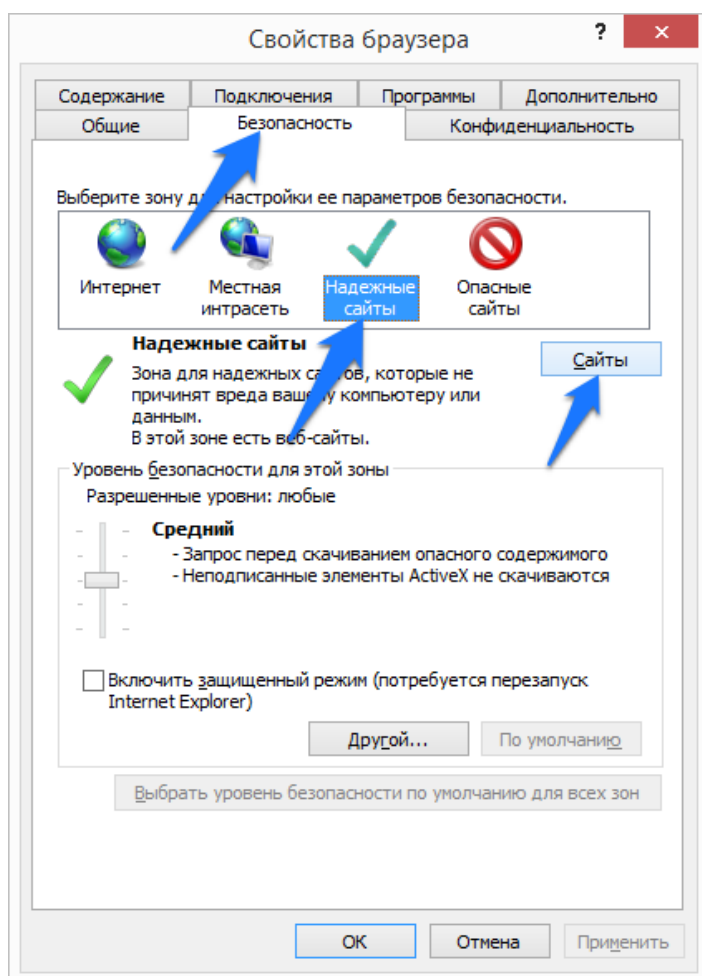 Свойства браузера
?
×
Содержание Подключения Программы Дополнительно
Общие Безопасность Конфиденциальность
Выберите зону для настройки ее параметров безопасности.
Интернет Местная Надежные Опасные
интрасеть сайты сайты
Надежные сайты
Сайты
Зона для надежных сайтов, которые не
причинят вреда вашему компьютеру или
данным.
В этой зоне есть веб-сайты.
Уровень безопасности для этой зоны
Разрешенные уровни: любые
Средний
- Запрос перед скачиванием опасного содержимого
- Неподписанные элементы ActiveX не скачиваются
Включить защищенный режим (потребуется перезапуск
Internet Explorer)
Другой... По умолчанию
Выбрать уровень безопасности по умолчанию для всех зон
OK Отмена Применить